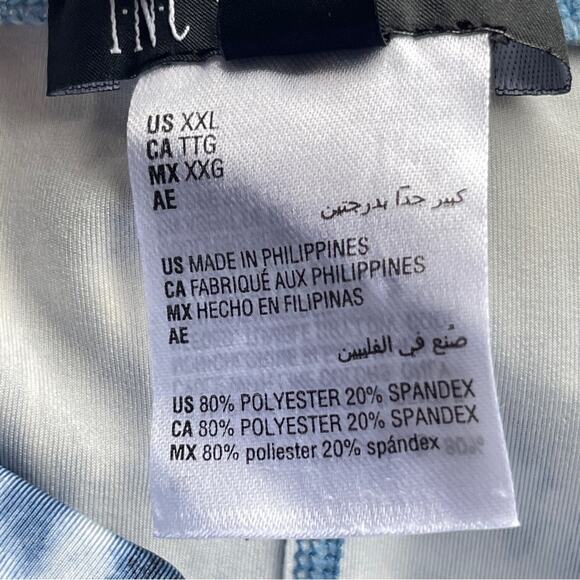 I·N·C
US XXL
CA TTG
MX XXG
AE
كبير جدًا بدرجتين
US MADE IN PHILIPPINES
CA FABRIQUÉ AUX PHILIPPINES
MX HECHO EN FILIPINAS
AE
صُنع في الفلبين
US 80% POLYESTER 20% SPANDEX
CA 80% POLYESTER 20% SPANDEX
MX 80% poliester 20% spándex